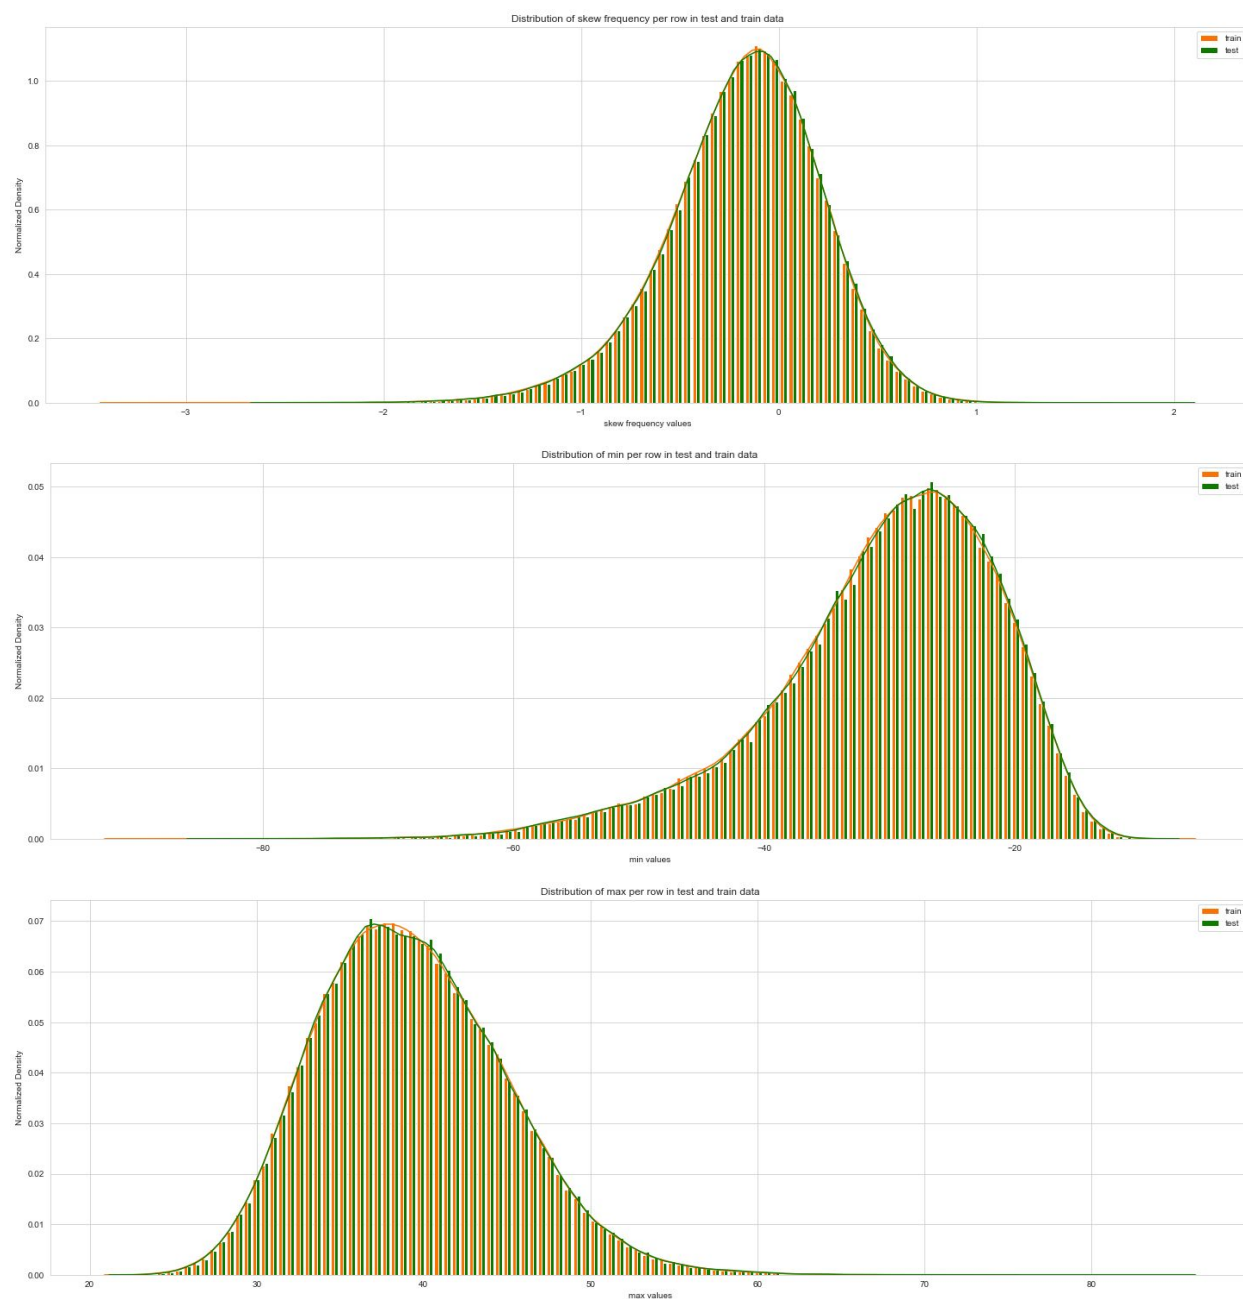 Distribution of skew frequency per row in test and train data
train
test
Normalized Density
1.0
0.8
0.6
0.4
0.2
0.0
−3 −2 −1 0 1 2
skew frequency values
Distribution of min per row in test and train data
train
test
Normalized Density
0.05
0.04
0.03
0.02
0.01
0.00
−80 −60 −40 −20
min values
Distribution of max per row in test and train data
train
test
Normalized Density
0.07
0.06
0.05
0.04
0.03
0.02
0.01
0.00
20 30 40 50 60 70 80
max values